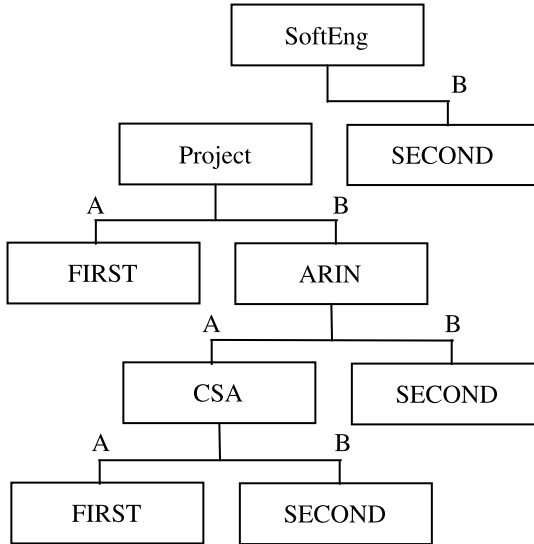 SoftEng
B
Project
SECOND
A
B
FIRST
ARIN
A
B
CSA
SECOND
A
B
FIRST
SECOND